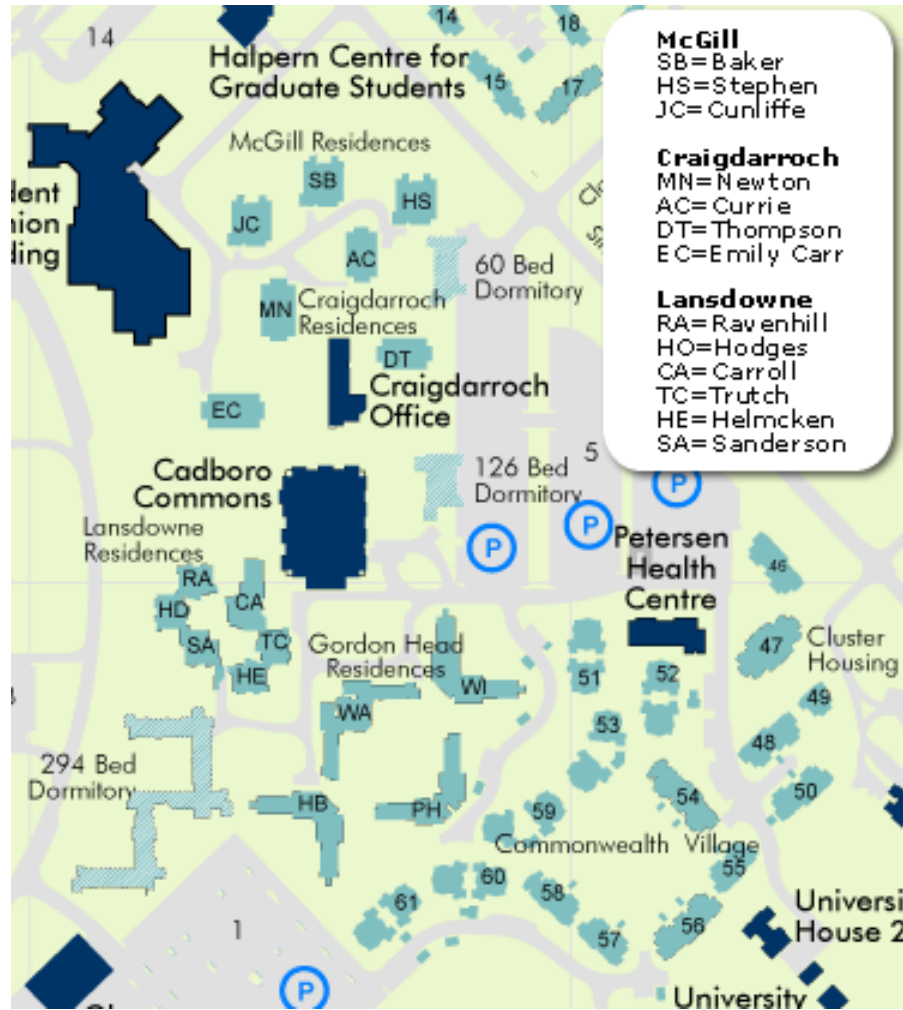 14
18
14
Halpern Centre for
Graduate Students
15
17
McGill Residences
SB
HS
JC
AC
60 Bed
Dormitory
MN
Craigdarroch
Residences
DT
Craigdarroch
Office
EC
Cadboro
Commons
126 Bed
Dormitory
5
P
P
P
Lansdowne
Residences
Petersen
Health
Centre
RA
HD
CA
SA
TC
HE
Gordon Head
Residences
WI
WA
46
47
Cluster
Housing
51
52
49
53
48
294 Bed
Dormitory
HB
PH
54
50
59
Commonwealth Village
55
60
58
61
57
56
1
P
Universi
House 2
University
dent
nion
ding
McGill
SB=Baker
HS=Stephen
JC=Cunliffe
Craigdarroch
MN=Newton
AC=Currie
DT=Thompson
EC=Emily Carr
Lansdowne
RA=Ravenhill
HO=Hodges
CA=Carroll
TC=Trutch
HE=Helmcken
SA=Sanderson